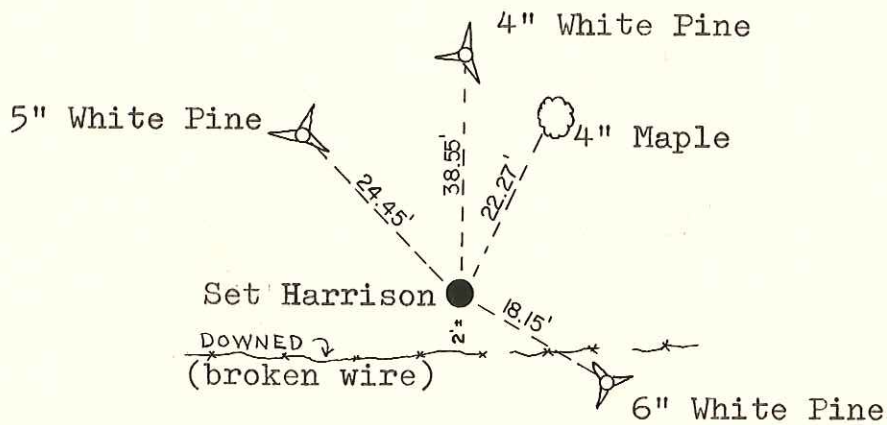 4" White Pine
5" White Pine
4" Maple
38.55'
24.45'
22.27'
Set Harrison
18.15'
2'±
DOWNED
(broken wire)
6" White Pine